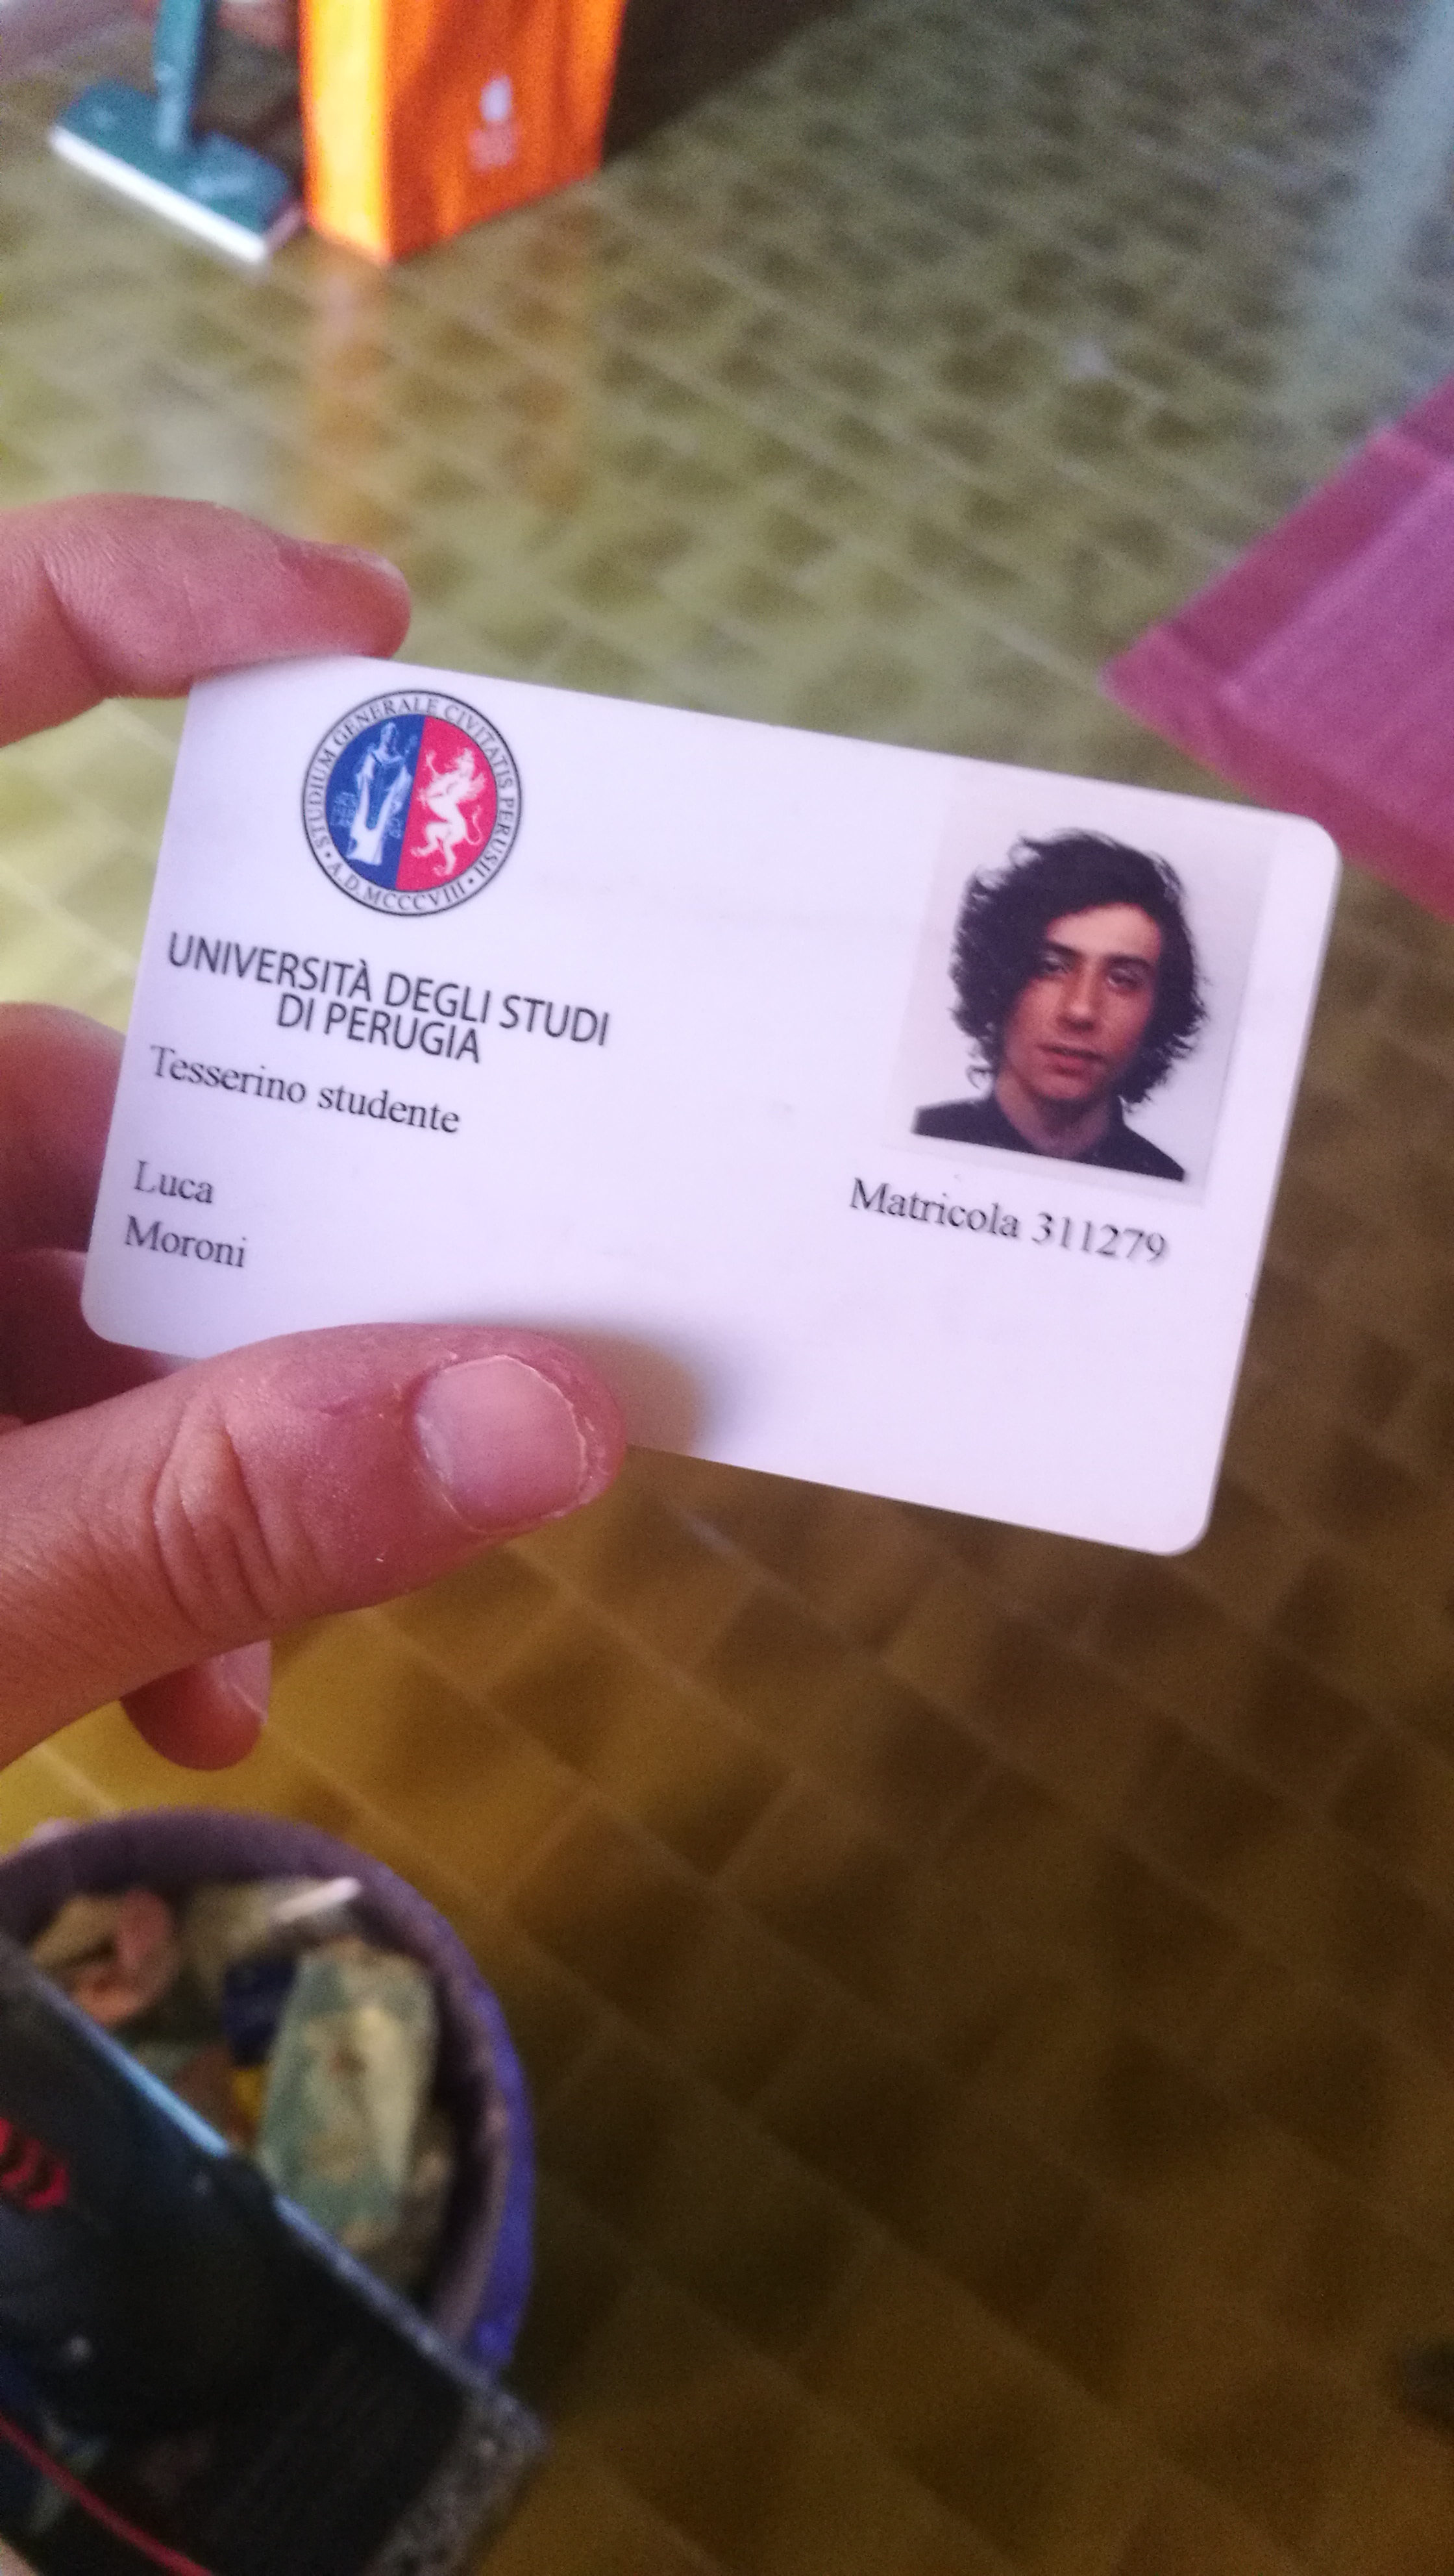 STUDIUM GENERALE CIVITATIS PERUSII
A.D. MCCCVIII
UNIVERSITÀ DEGLI STUDI
DI PERUGIA
Tesserino studente
Luca
Moroni
Matricola 311279